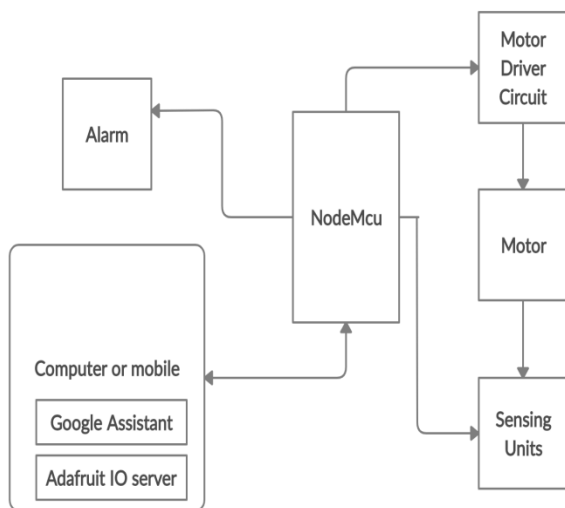 Motor
Driver
Circuit
Alarm
NodeMcu
Motor
Computer or mobile
Google Assistant
Adafruit IO server
Sensing
Units